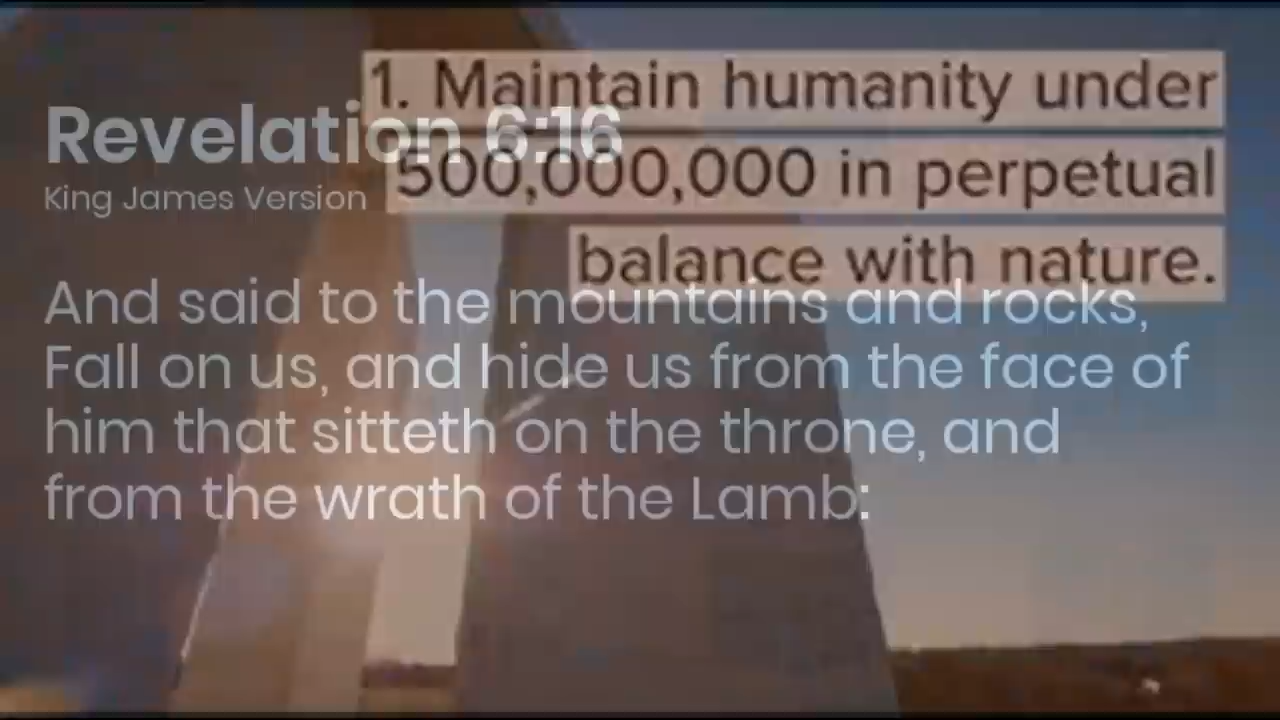 1. Maintain humanity under
500,000,000 in perpetual
balance with nature.
Revelation 6:16
King James Version
And said to the mountains and rocks,
Fall on us, and hide us from the face of
him that sitteth on the throne, and
from the wrath of the Lamb: